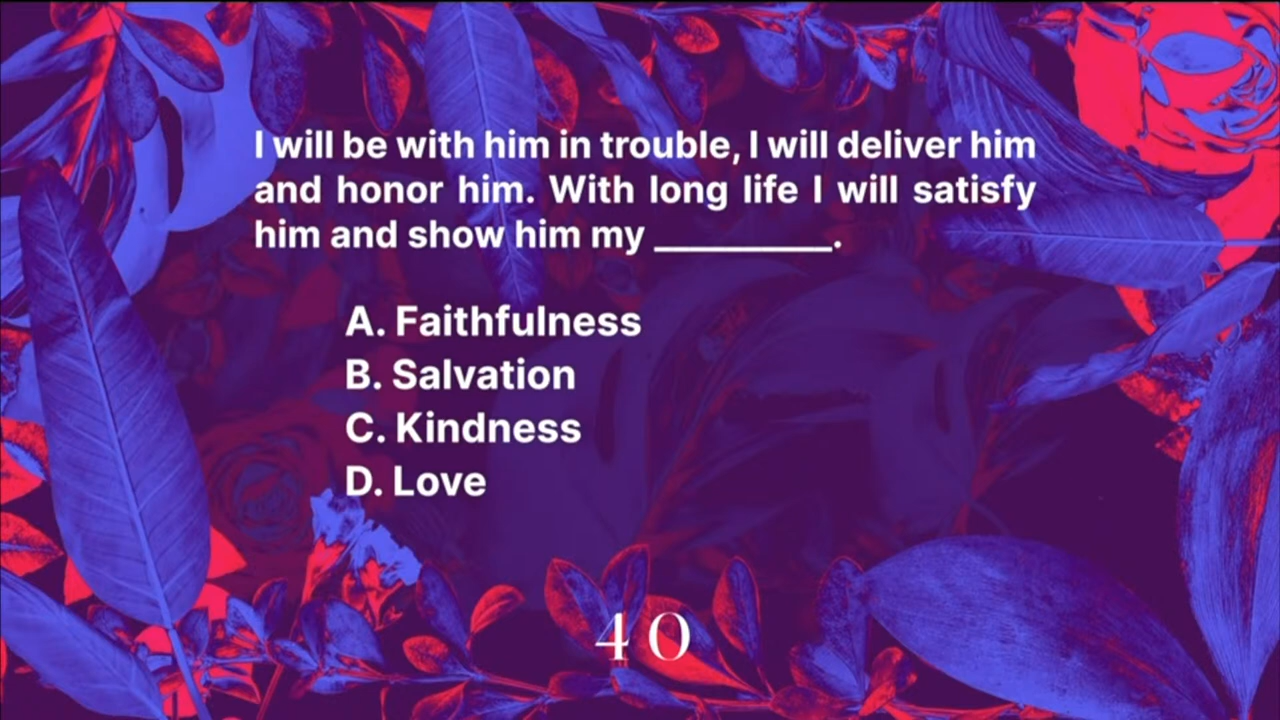 I will be with him in trouble, I will deliver him
and honor him. With long life I will satisfy
him and show him my __________.
A. Faithfulness
B. Salvation
C. Kindness
D. Love
40